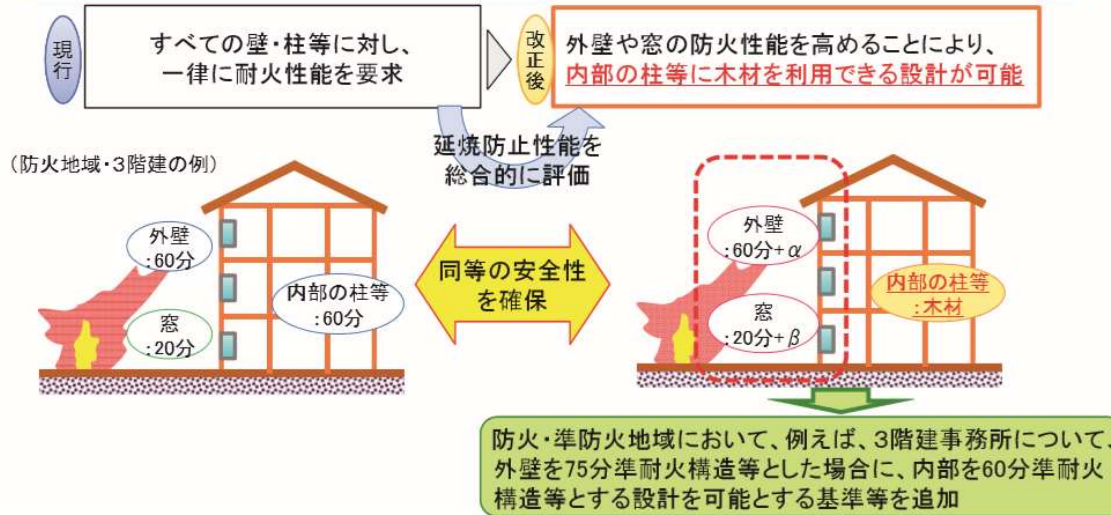 現行
すべての壁・柱等に対し、
一律に耐火性能を要求
改正後
外壁や窓の防火性能を高めることにより、
内部の柱等に木材を利用できる設計が可能
延焼防止性能を
総合的に評価
（防火地域・３階建の例）
外壁
：60分
窓
：20分
内部の柱等
：60分
同等の安全性
を確保
外壁
：60分+α
窓
：20分+β
内部の柱等
：木材
防火・準防火地域において、例えば、３階建事務所について、
外壁を75分準耐火構造等とした場合に、内部を60分準耐火
構造等とする設計を可能とする基準等を追加